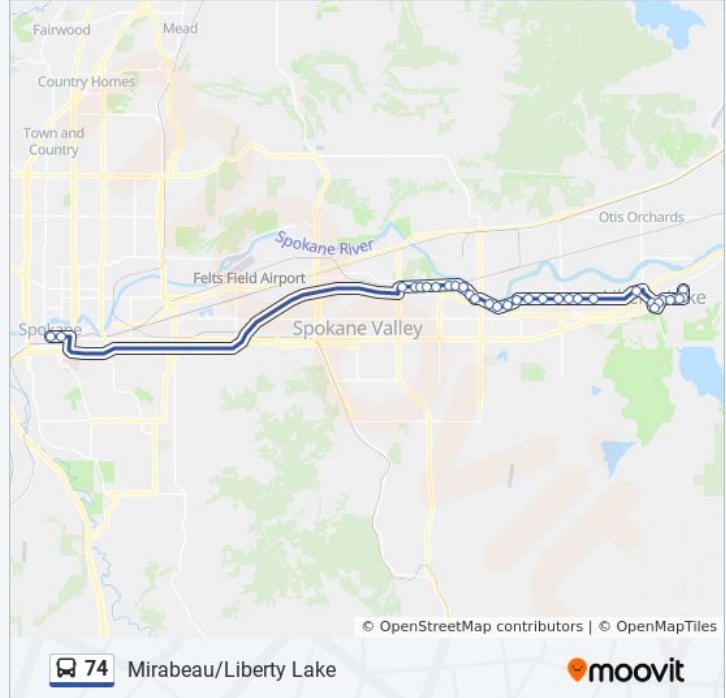 Fairwood
Mead
Country Homes
Town and
Country
Otis Orchards
Spokane River
Felts Field Airport
Lake
Spokane
Spokane Valley
© OpenStreetMap contributors | © OpenMapTiles
74 Mirabeau/Liberty Lake
moovit